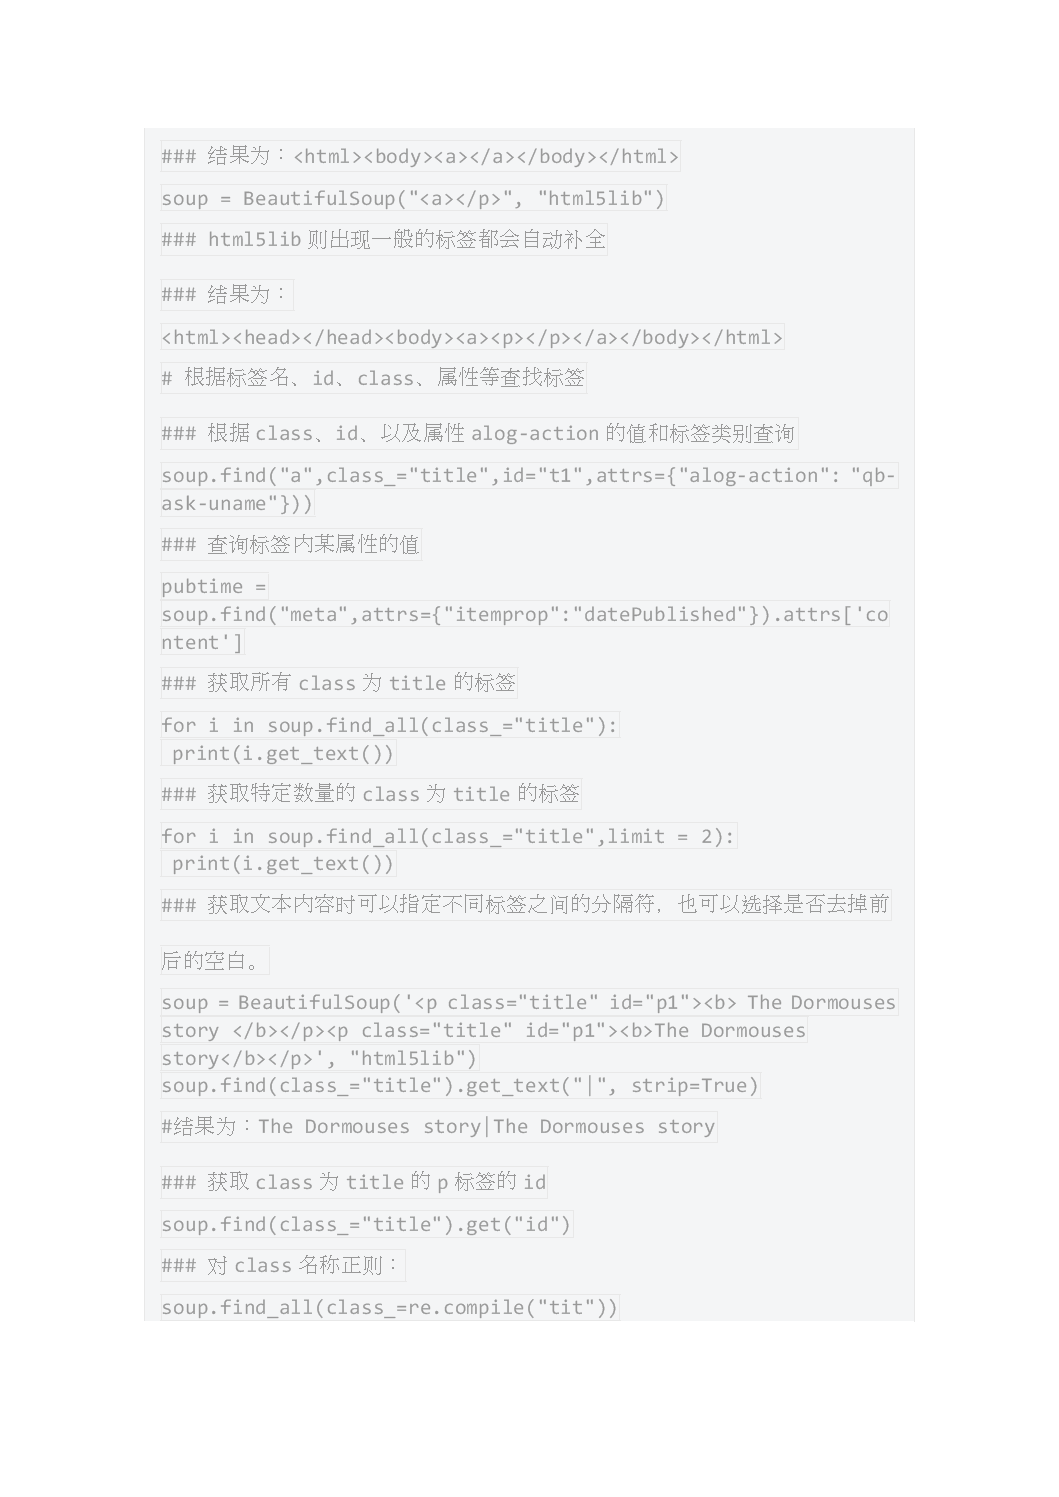 ### 结果为：<html><body><a></a></body></html>
soup = BeautifulSoup("<a></p>", "html5lib")
### html5lib 则出现一般的标签都会自动补全
### 结果为：
<html><head></head><body><a><p></p></a></body></html>
# 根据标签名、id、class、属性等查找标签
### 根据 class、id、以及属性 alog-action 的值和标签类别查询
soup.find("a",class_="title",id="t1",attrs={"alog-action": "qb-
ask-uname"}))
### 查询标签内某属性的值
pubtime =
soup.find("meta",attrs={"itemprop":"datePublished"}).attrs['co
ntent']
### 获取所有 class 为 title 的标签
for i in soup.find_all(class_="title"):
 print(i.get_text())
### 获取特定数量的 class 为 title 的标签
for i in soup.find_all(class_="title",limit = 2):
 print(i.get_text())
### 获取文本内容时可以指定不同标签之间的分隔符，也可以选择是否去掉前
后的空白。
soup = BeautifulSoup('<p class="title" id="p1"><b> The Dormouses
story </b></p><p class="title" id="p1"><b>The Dormouses
story</b></p>', "html5lib")
soup.find(class_="title").get_text("|", strip=True)
#结果为：The Dormouses story|The Dormouses story
### 获取 class 为 title 的 p 标签的 id
soup.find(class_="title").get("id")
### 对 class 名称正则：
soup.find_all(class_=re.compile("tit"))